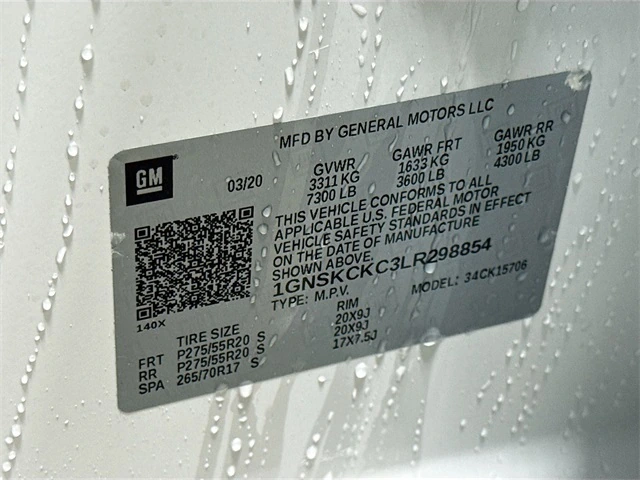 MFD BY GENERAL MOTORS LLC
GM
03/20
GVWR GAWR FRT GAWR RR
3311 KG 1633 KG 1950 KG
7300 LB 3600 LB 4300 LB
THIS VEHICLE CONFORMS TO ALL
APPLICABLE U.S. FEDERAL MOTOR
VEHICLE SAFETY STANDARDS IN EFFECT
ON THE DATE OF MANUFACTURE
SHOWN ABOVE.
1GNSKCKC3LR298854
TYPE: M.P.V. MODEL: 34CK15706
140X
TIRE SIZE RIM
FRT P275/55R20 S 20X9J
RR P275/55R20 S 20X9J
SPA 265/70R17 S 17X7.5J